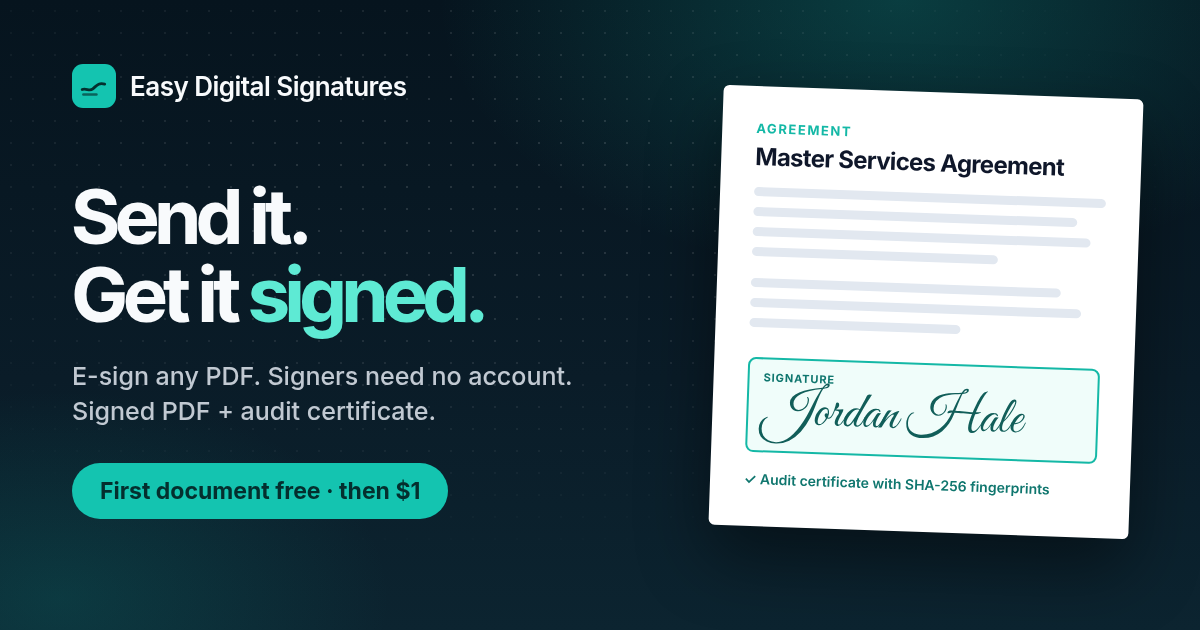 Easy Digital Signatures
Send it.
Get it signed.
E-sign any PDF. Signers need no account.
Signed PDF + audit certificate.
First document free · then $1
AGREEMENT
Master Services Agreement
SIGNATURE
Jordan Hale
✓ Audit certificate with SHA-256 fingerprints